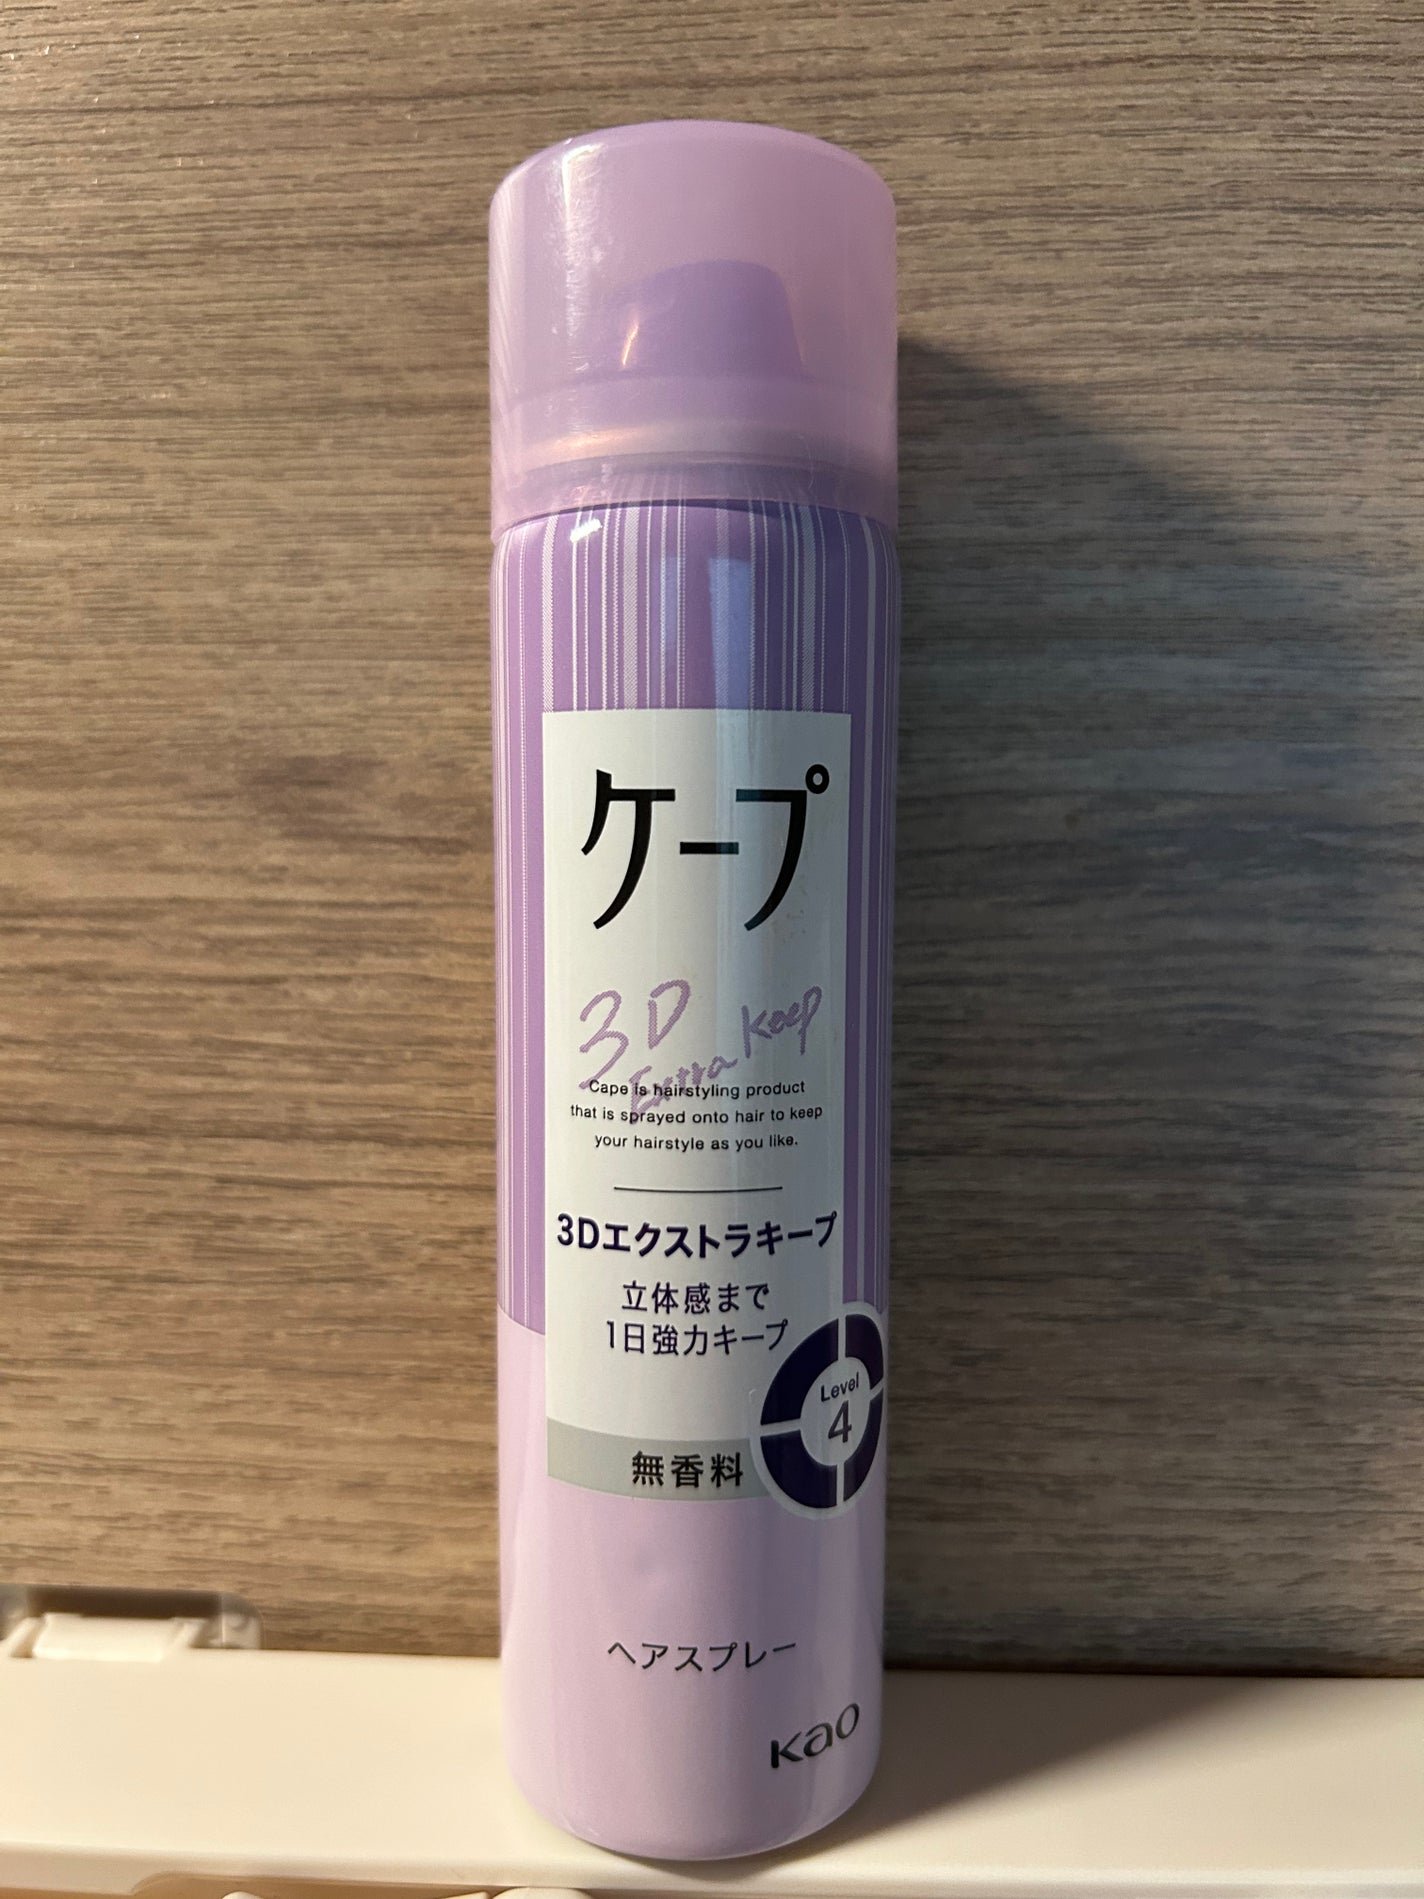 ケープ
3D
Extra Keep
Cape is hairstyling product
that is sprayed onto hair to keep
your hairstyle as you like.
3Dエクストラキープ
立体感まで
1日強力キープ
Level
4
無香料
ヘアスプレー
Kao